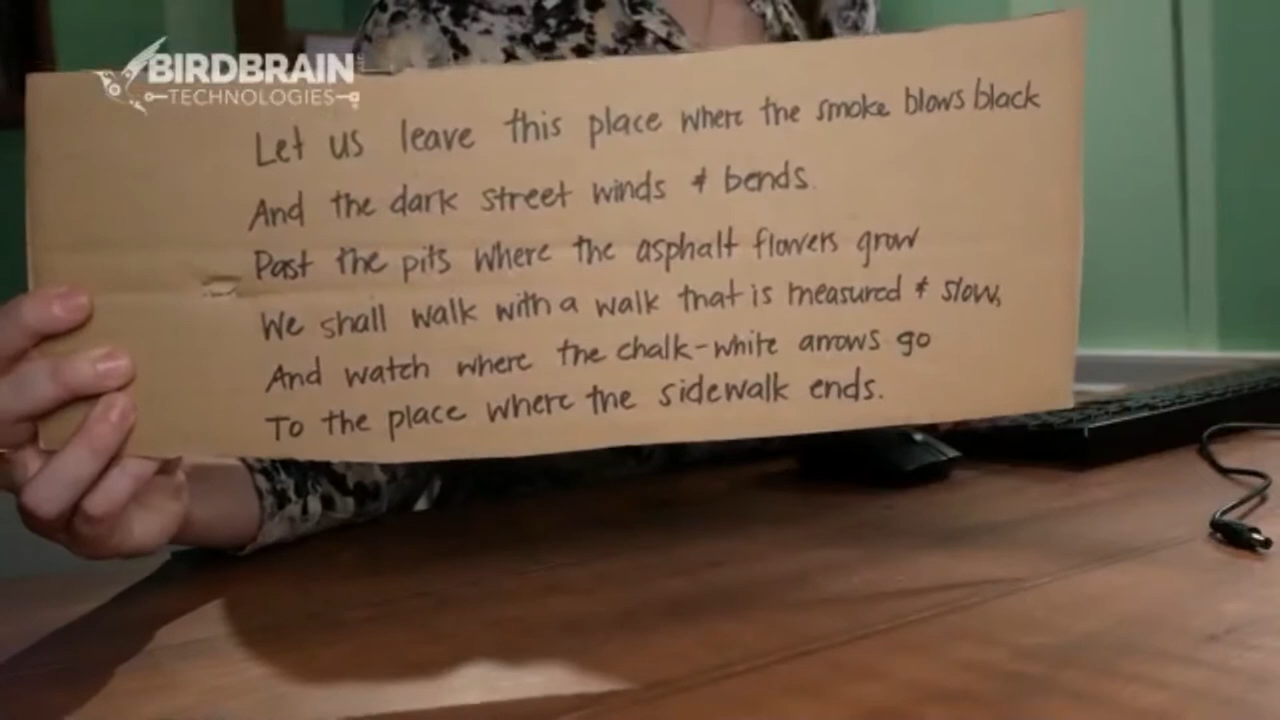 BIRDBRAIN
TECHNOLOGIES
Let us leave this place where the smoke blows black
And the dark street winds & bends.
Past the pits where the asphalt flowers grow
We shall walk with a walk that is measured & slow,
And watch where the chalk-white arrows go
To the place where the sidewalk ends.